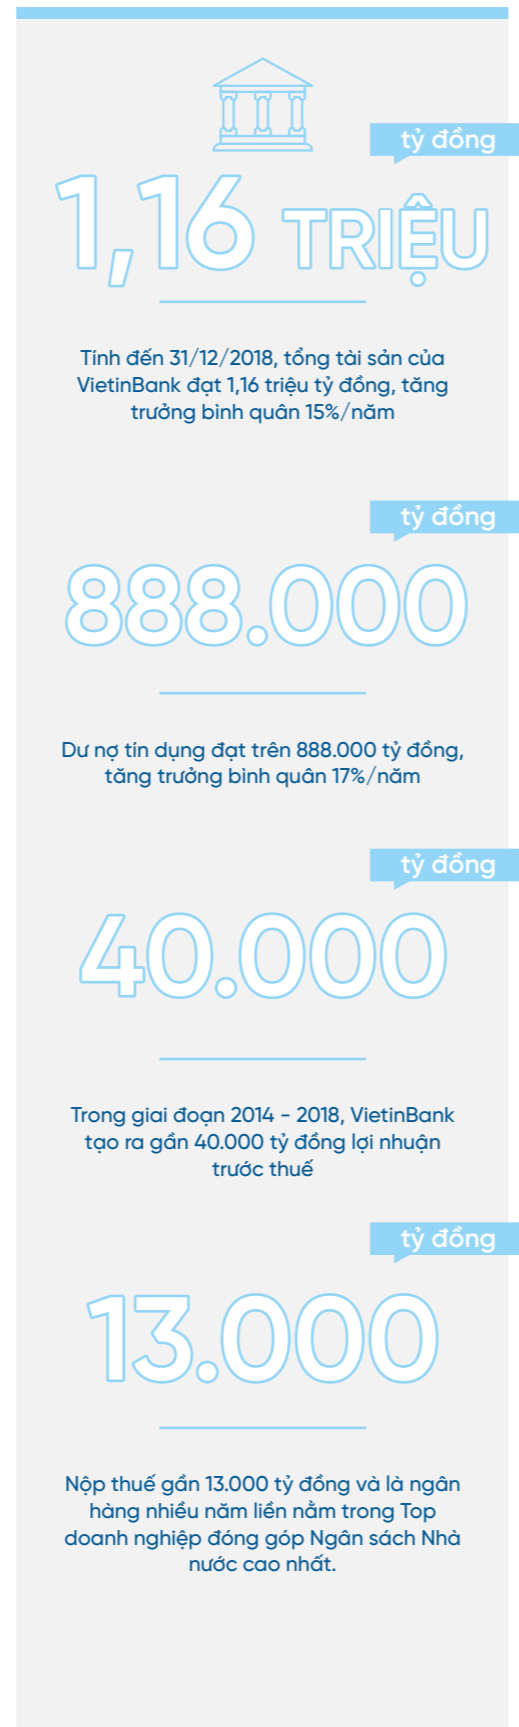 tỷ đồng
1,16 TRIỆU
Tính đến 31/12/2018, tổng tài sản của
VietinBank đạt 1,16 triệu tỷ đồng, tăng
trưởng bình quân 15%/năm
tỷ đồng
888.000
Dư nợ tín dụng đạt trên 888.000 tỷ đồng,
tăng trưởng bình quân 17%/năm
tỷ đồng
40.000
Trong giai đoạn 2014 - 2018, VietinBank
tạo ra gần 40.000 tỷ đồng lợi nhuận
trước thuế
tỷ đồng
13.000
Nộp thuế gần 13.000 tỷ đồng và là ngân
hàng nhiều năm liền nằm trong Top
doanh nghiệp đóng góp Ngân sách Nhà
nước cao nhất.